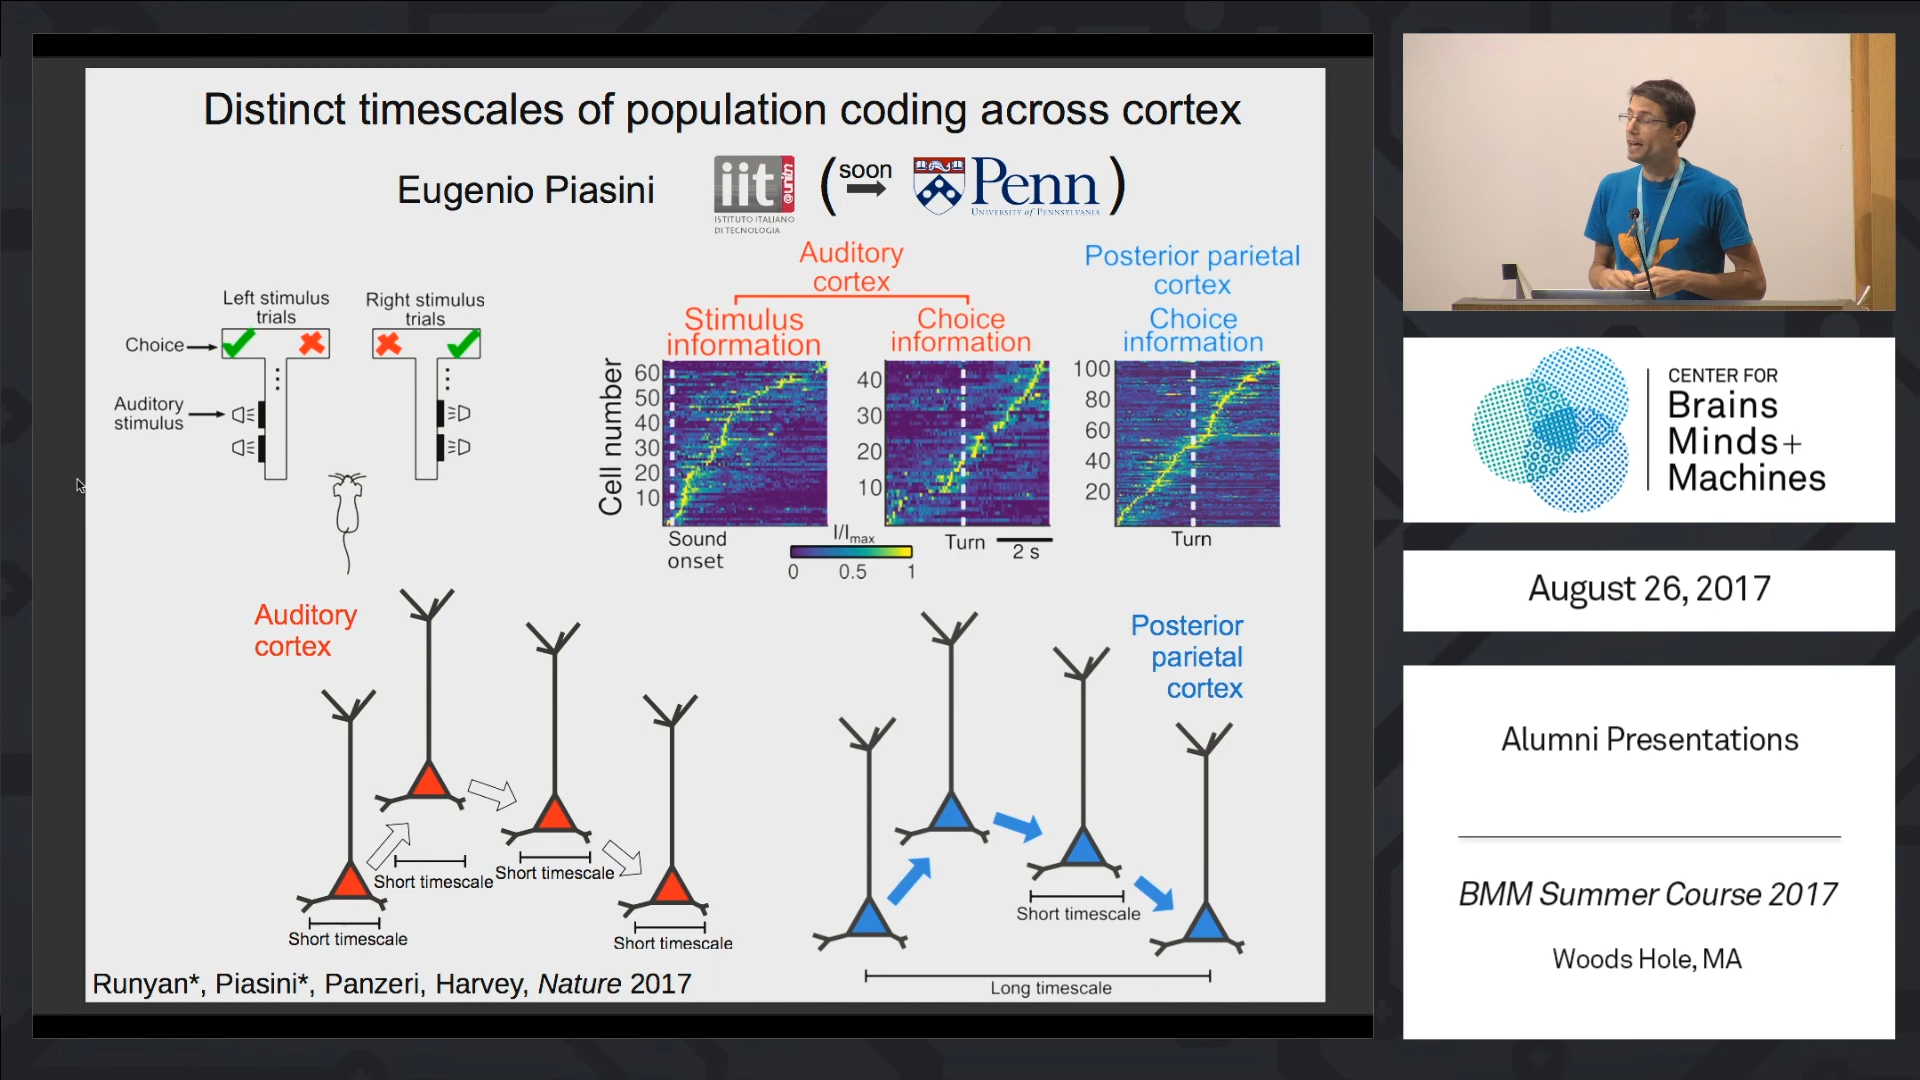 Distinct timescales of population coding across cortex
Eugenio Piasini
iit
@unitn
ISTITUTO ITALIANO
DI TECNOLOGIA
( soon
Penn )
UNIVERSITY of PENNSYLVANIA
Left stimulus
trials
Right stimulus
trials
Choice
Auditory
stimulus
Auditory
cortex
Posterior parietal
cortex
Stimulus
information
Choice
information
Choice
information
Cell number
60
50
40
30
20
10
40
30
20
10
100
80
60
40
20
Sound
onset
I/Imax
0 0.5 1
Turn
2 s
Turn
Auditory
cortex
Short timescale
Short timescale
Short timescale
Short timescale
Posterior
parietal
cortex
Short timescale
Long timescale
Runyan*, Piasini*, Panzeri, Harvey, Nature 2017
CENTER FOR
Brains
Minds+
Machines
August 26, 2017
Alumni Presentations
BMM Summer Course 2017
Woods Hole, MA